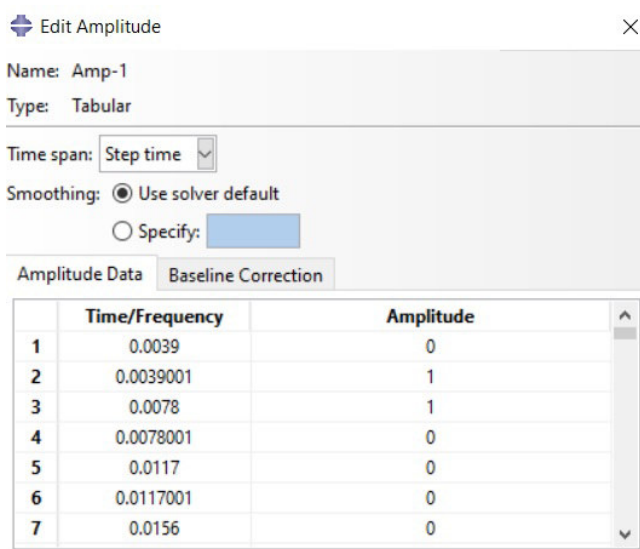 Edit Amplitude
Name: Amp-1
Type: Tabular
Time span: Step time
Smoothing: Use solver default
Specify:
Amplitude Data Baseline Correction
Time/Frequency Amplitude
1 0.0039 0
2 0.0039001 1
3 0.0078 1
4 0.0078001 0
5 0.0117 0
6 0.0117001 0
7 0.0156 0